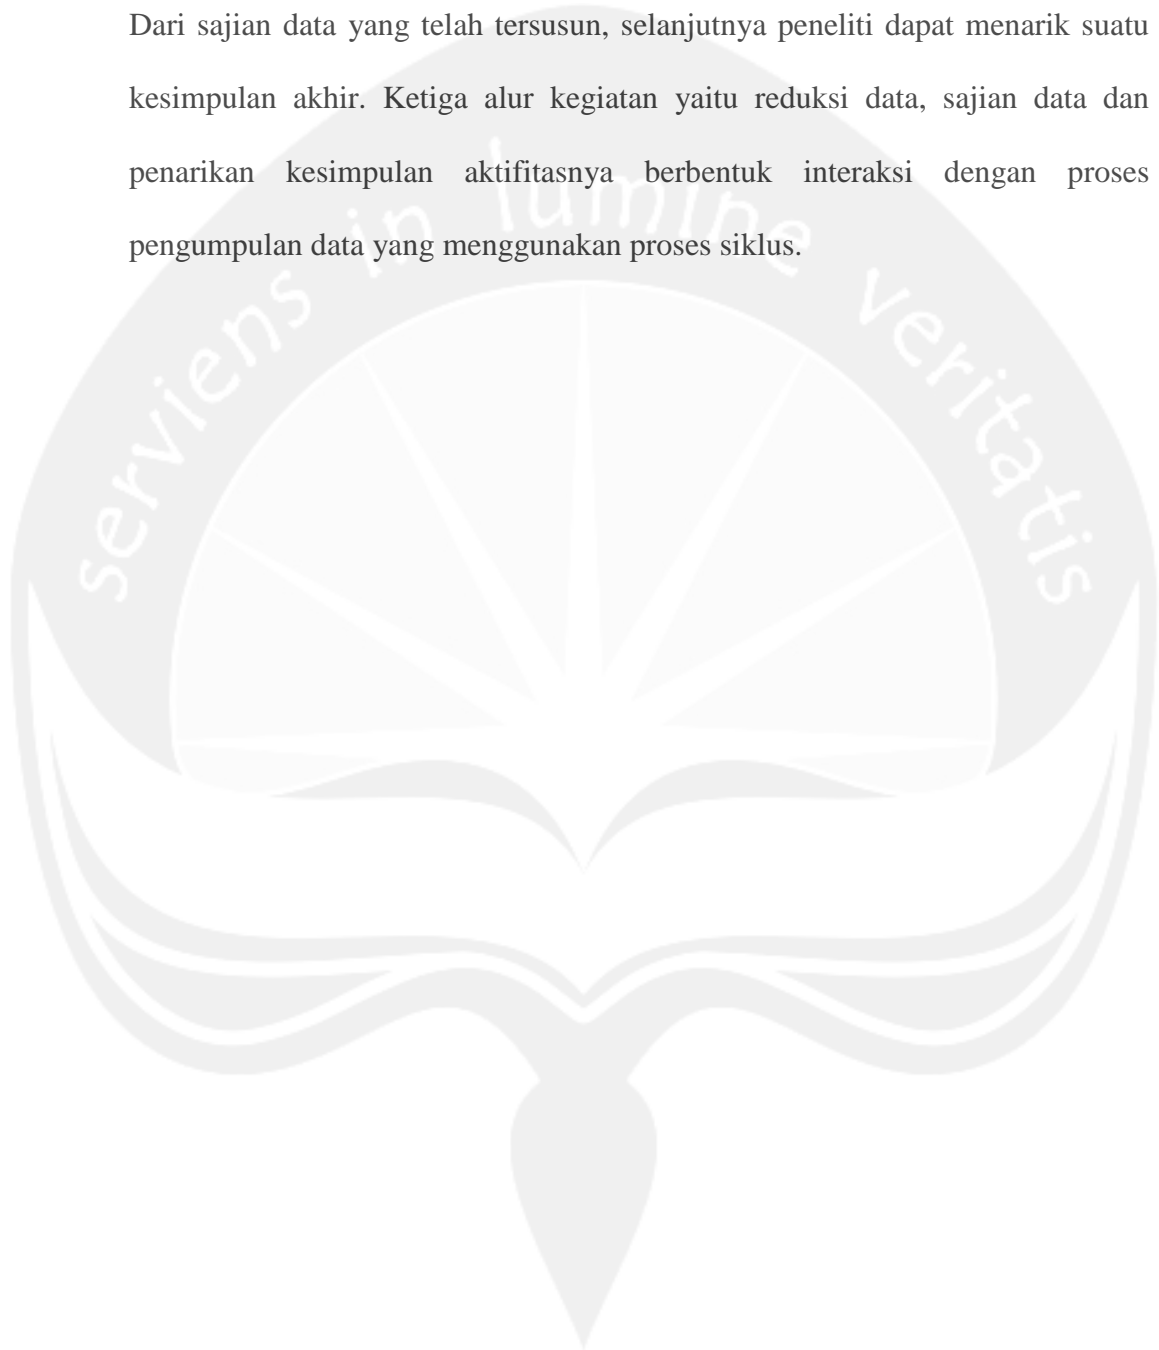 Dari sajian data yang telah tersusun, selanjutnya peneliti dapat menarik suatu
kesimpulan akhir. Ketiga alur kegiatan yaitu reduksi data, sajian data dan
penarikan kesimpulan aktifitasnya berbentuk interaksi dengan proses
pengumpulan data yang menggunakan proses siklus.
serviens in lumine veritatis